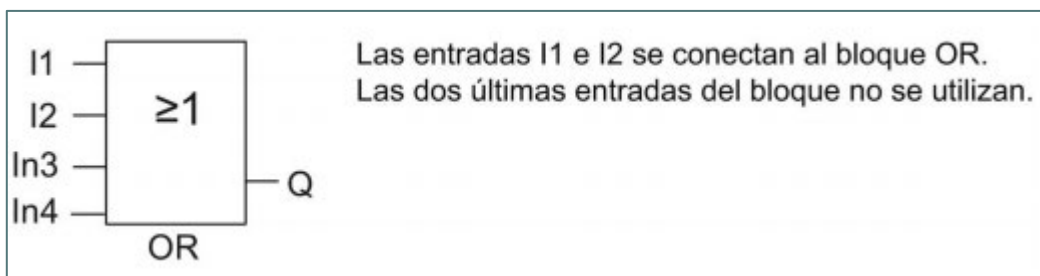 I1
I2
In3
In4
≥1
Q
OR
Las entradas I1 e I2 se conectan al bloque OR.
Las dos últimas entradas del bloque no se utilizan.